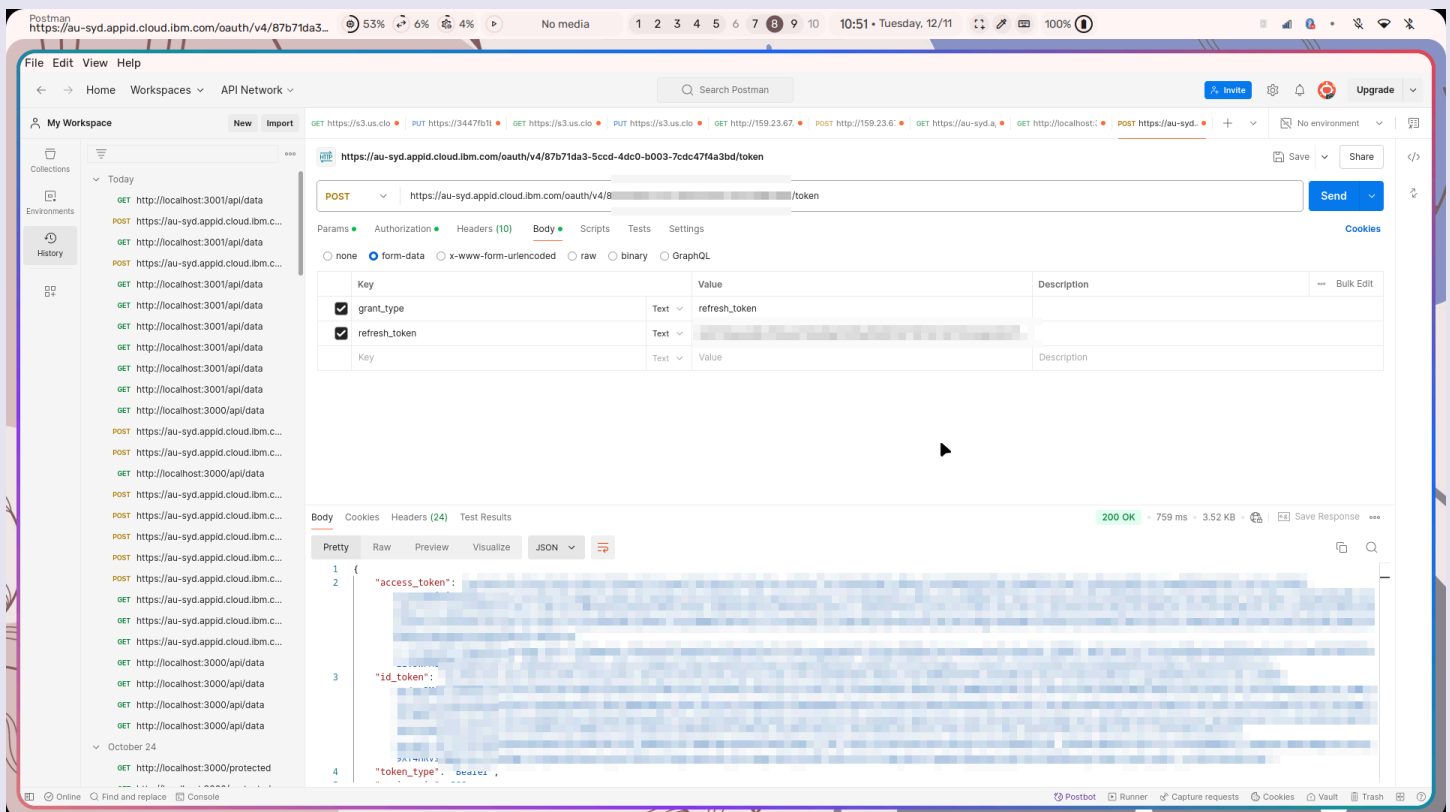 Postman
https://au-syd.appid.cloud.ibm.com/oauth/v4/87b71da3...
53% 6% 4% No media 1 2 3 4 5 6 7 8 9 10 10:51 • Tuesday, 12/11 100%
File Edit View Help
Home Workspaces API Network Search Postman Invite Upgrade
My Workspace New Import
GET https://s3.us.clo PUT https://3447fb1t GET https://s3.us.clo PUT https://s3.us.clo GET http://159.23.67. POST http://159.23.6 GET https://au-syd.a GET http://localhost: POST https://au-syd.. No environment
Collections
Environments
History
Today
GET http://localhost:3001/api/data
POST https://au-syd.appid.cloud.ibm.c...
GET http://localhost:3001/api/data
POST https://au-syd.appid.cloud.ibm.c...
GET http://localhost:3001/api/data
GET http://localhost:3001/api/data
GET http://localhost:3001/api/data
GET http://localhost:3001/api/data
GET http://localhost:3001/api/data
GET http://localhost:3001/api/data
GET http://localhost:3000/api/data
POST https://au-syd.appid.cloud.ibm.c...
POST https://au-syd.appid.cloud.ibm.c...
GET http://localhost:3000/api/data
POST https://au-syd.appid.cloud.ibm.c...
POST https://au-syd.appid.cloud.ibm.c...
POST https://au-syd.appid.cloud.ibm.c...
POST https://au-syd.appid.cloud.ibm.c...
POST https://au-syd.appid.cloud.ibm.c...
GET https://au-syd.appid.cloud.ibm.c...
GET https://au-syd.appid.cloud.ibm.c...
GET https://au-syd.appid.cloud.ibm.c...
GET http://localhost:3000/api/data
GET http://localhost:3000/api/data
GET http://localhost:3000/api/data
GET http://localhost:3000/api/data
October 24
GET http://localhost:3000/protected
HTTP https://au-syd.appid.cloud.ibm.com/oauth/v4/87b71da3-5ccd-4dc0-b003-7cdc47f4a3bd/token Save Share
POST https://au-syd.appid.cloud.ibm.com/oauth/v4/8 /token Send
Params Authorization Headers (10) Body Scripts Tests Settings Cookies
none form-data x-www-form-urlencoded raw binary GraphQL
Key Value Description Bulk Edit
grant_type Text refresh_token
refresh_token Text
Key Text Value Description
Body Cookies Headers (24) Test Results 200 OK 759 ms 3.52 KB Save Response
Pretty Raw Preview Visualize JSON
1 {
2 "access_token":
3 "id_token":
4 "token_type": "Bearer",
Online Find and replace Console Postbot Runner Capture requests Cookies Vault Trash